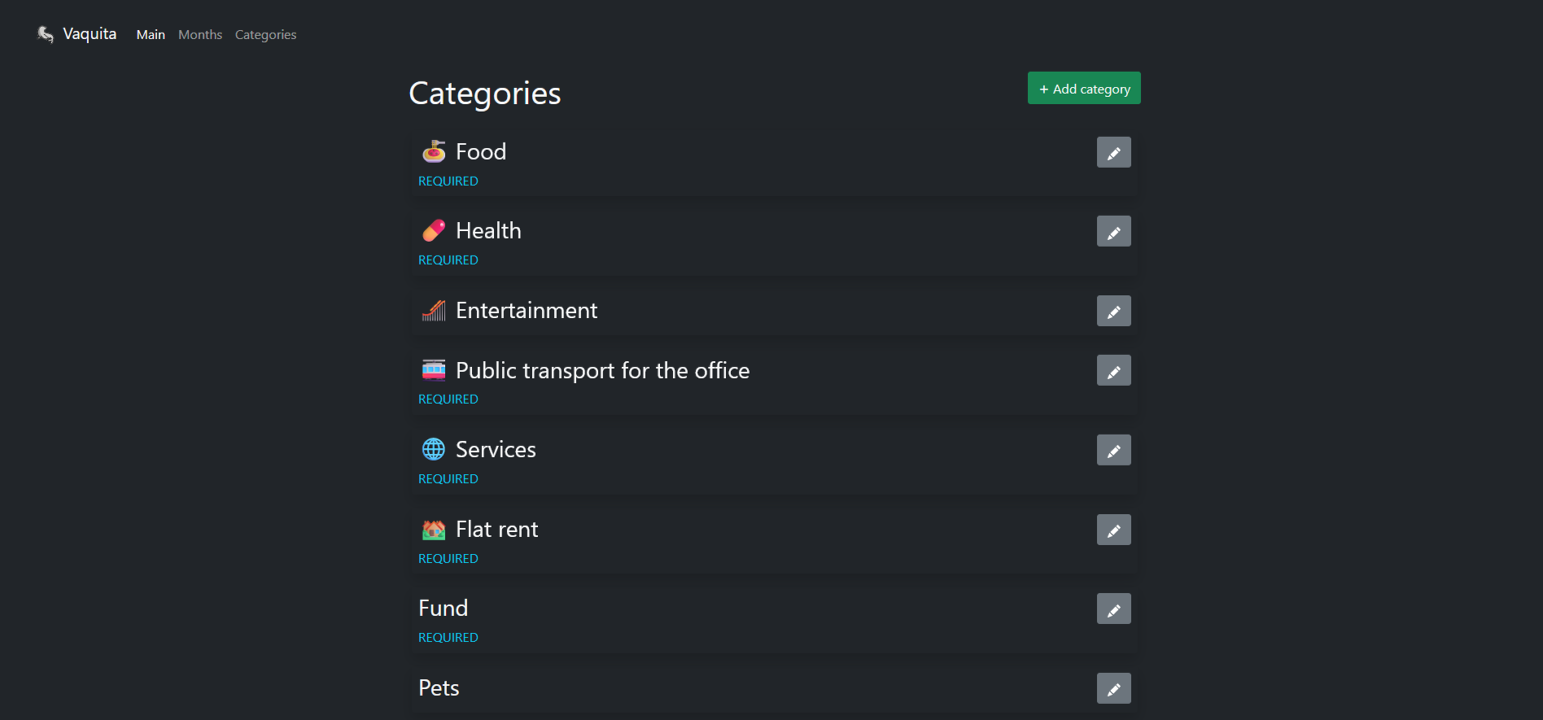 Vaquita Main Months Categories
Categories
+ Add category
Food
REQUIRED
Health
REQUIRED
Entertainment
Public transport for the office
REQUIRED
Services
REQUIRED
Flat rent
REQUIRED
Fund
REQUIRED
Pets